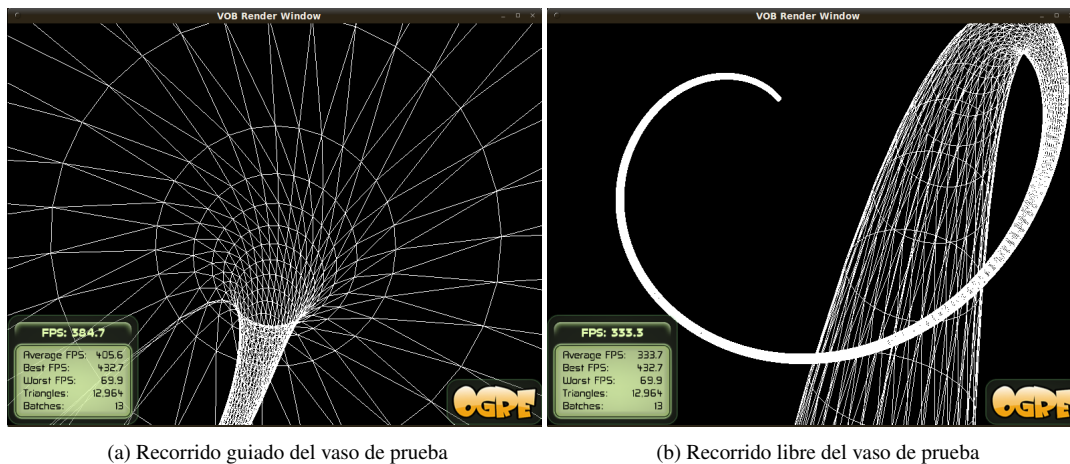 VOB Render Window
FPS: 384.7
Average FPS: 405.6
Best FPS: 432.7
Worst FPS: 69.9
Triangles: 12,964
Batches: 13
OGRE
(a) Recorrido guiado del vaso de prueba
VOB Render Window
FPS: 333.3
Average FPS: 333.7
Best FPS: 432.7
Worst FPS: 69.9
Triangles: 12,964
Batches: 13
OGRE
(b) Recorrido libre del vaso de prueba